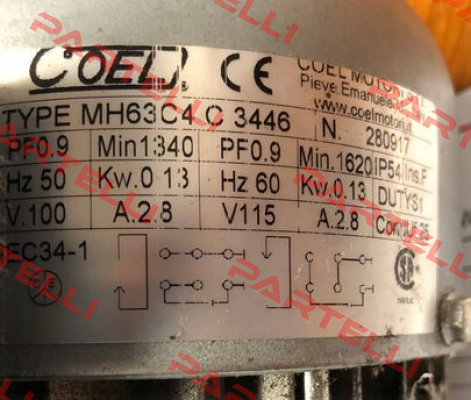 COEL CE COEL MOTORI
Pieve Emanuele
www.coelmotori.it
TYPE MH63C4 C 3446 N. 280917
PF0.9 Min1340 PF0.9 Min.1620 IP54 Ins.F
Hz 50 Kw.0 13 Hz 60 Kw.0.13 DUTYS1
V.100 A.2.8 V115 A.2.8 25
EC34-1
PARTELLI
PARTELLI
PARTELLI
PARTELLI
PARTELLI